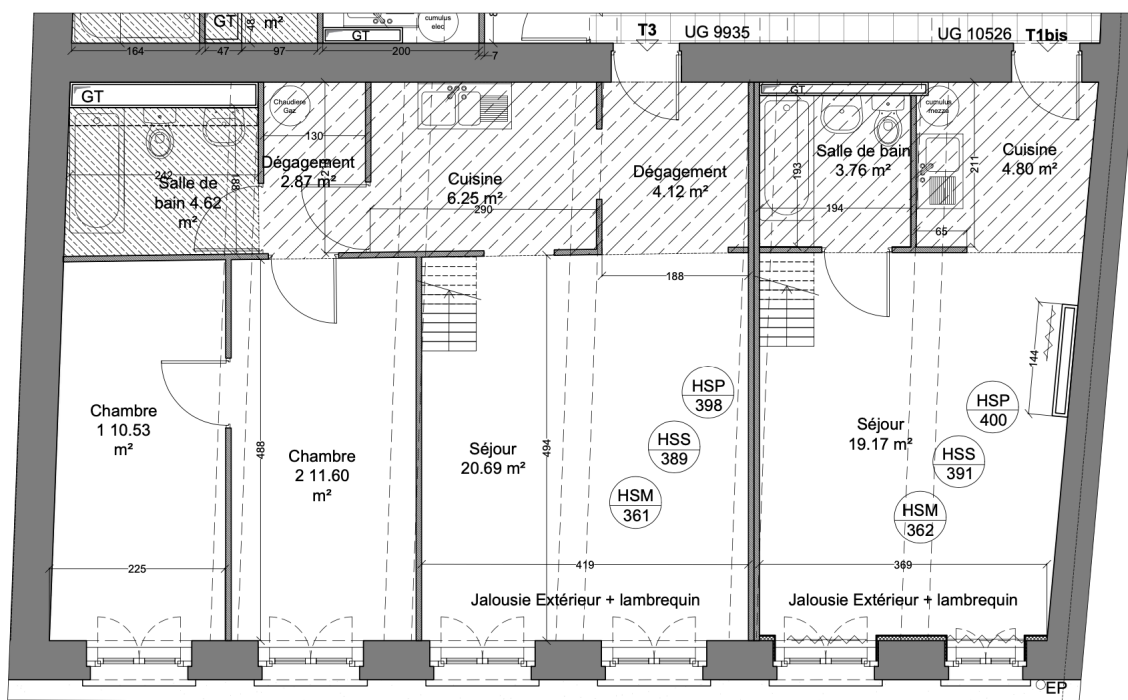 GT
48
m²
cumulus
elec
GT
164
47
97
200
7
T3
UG 9935
UG 10526
T1bis
GT
Chaudiere
Gaz
130
Dégagement
2.87 m²
242
188
Salle de
bain 4.62
m²
Cuisine
6.25 m²
290
Dégagement
4.12 m²
188
GT
Salle de bain
3.76 m²
193
194
cumulus
mezza
211
Cuisine
4.80 m²
65
144
Chambre
1 10.53
m²
225
488
Chambre
2 11.60
m²
Séjour
20.69 m²
494
HSP
398
HSS
389
HSM
361
419
Jalousie Extérieur + lambrequin
Séjour
19.17 m²
HSP
400
HSS
391
HSM
362
369
Jalousie Extérieur + lambrequin
EP